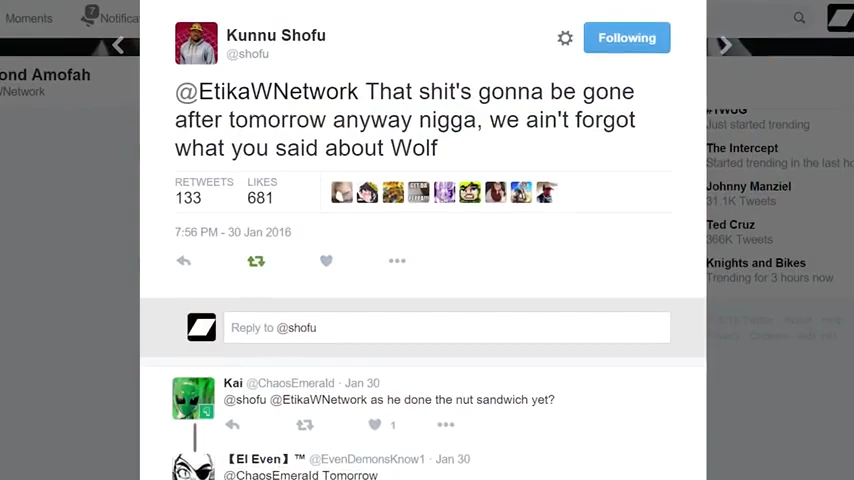 Moments
Notifica
Kunnu Shofu
@shofu
Following
ond Amofah
/Network
@EtikaWNetwork That shit's gonna be gone
after tomorrow anyway nigga, we ain't forgot
what you said about Wolf
RETWEETS
LIKES
133
681
7:56 PM - 30 Jan 2016
Reply to @shofu
Kai @ChaosEmerald · Jan 30
@shofu @EtikaWNetwork as he done the nut sandwich yet?
1
【El Even】™ @EvenDemonsKnow1 · Jan 30
@ChaosEmerald Tomorrow
#TWUG
Just started trending
The Intercept
Started trending in the last ho
Johnny Manziel
31.1K Tweets
Ted Cruz
366K Tweets
Knights and Bikes
Trending for 3 hours now